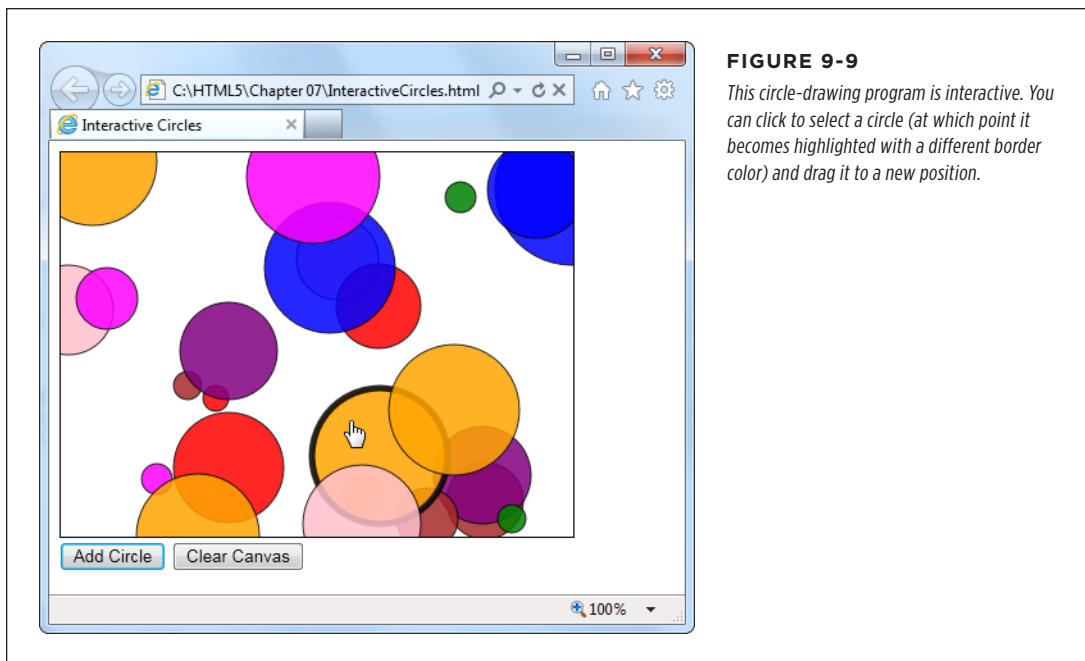 C:\HTML5\Chapter 07\InteractiveCircles.html
Interactive Circles
Add Circle
Clear Canvas
100%
FIGURE 9-9
This circle-drawing program is interactive. You
can click to select a circle (at which point it
becomes highlighted with a different border
color) and drag it to a new position.